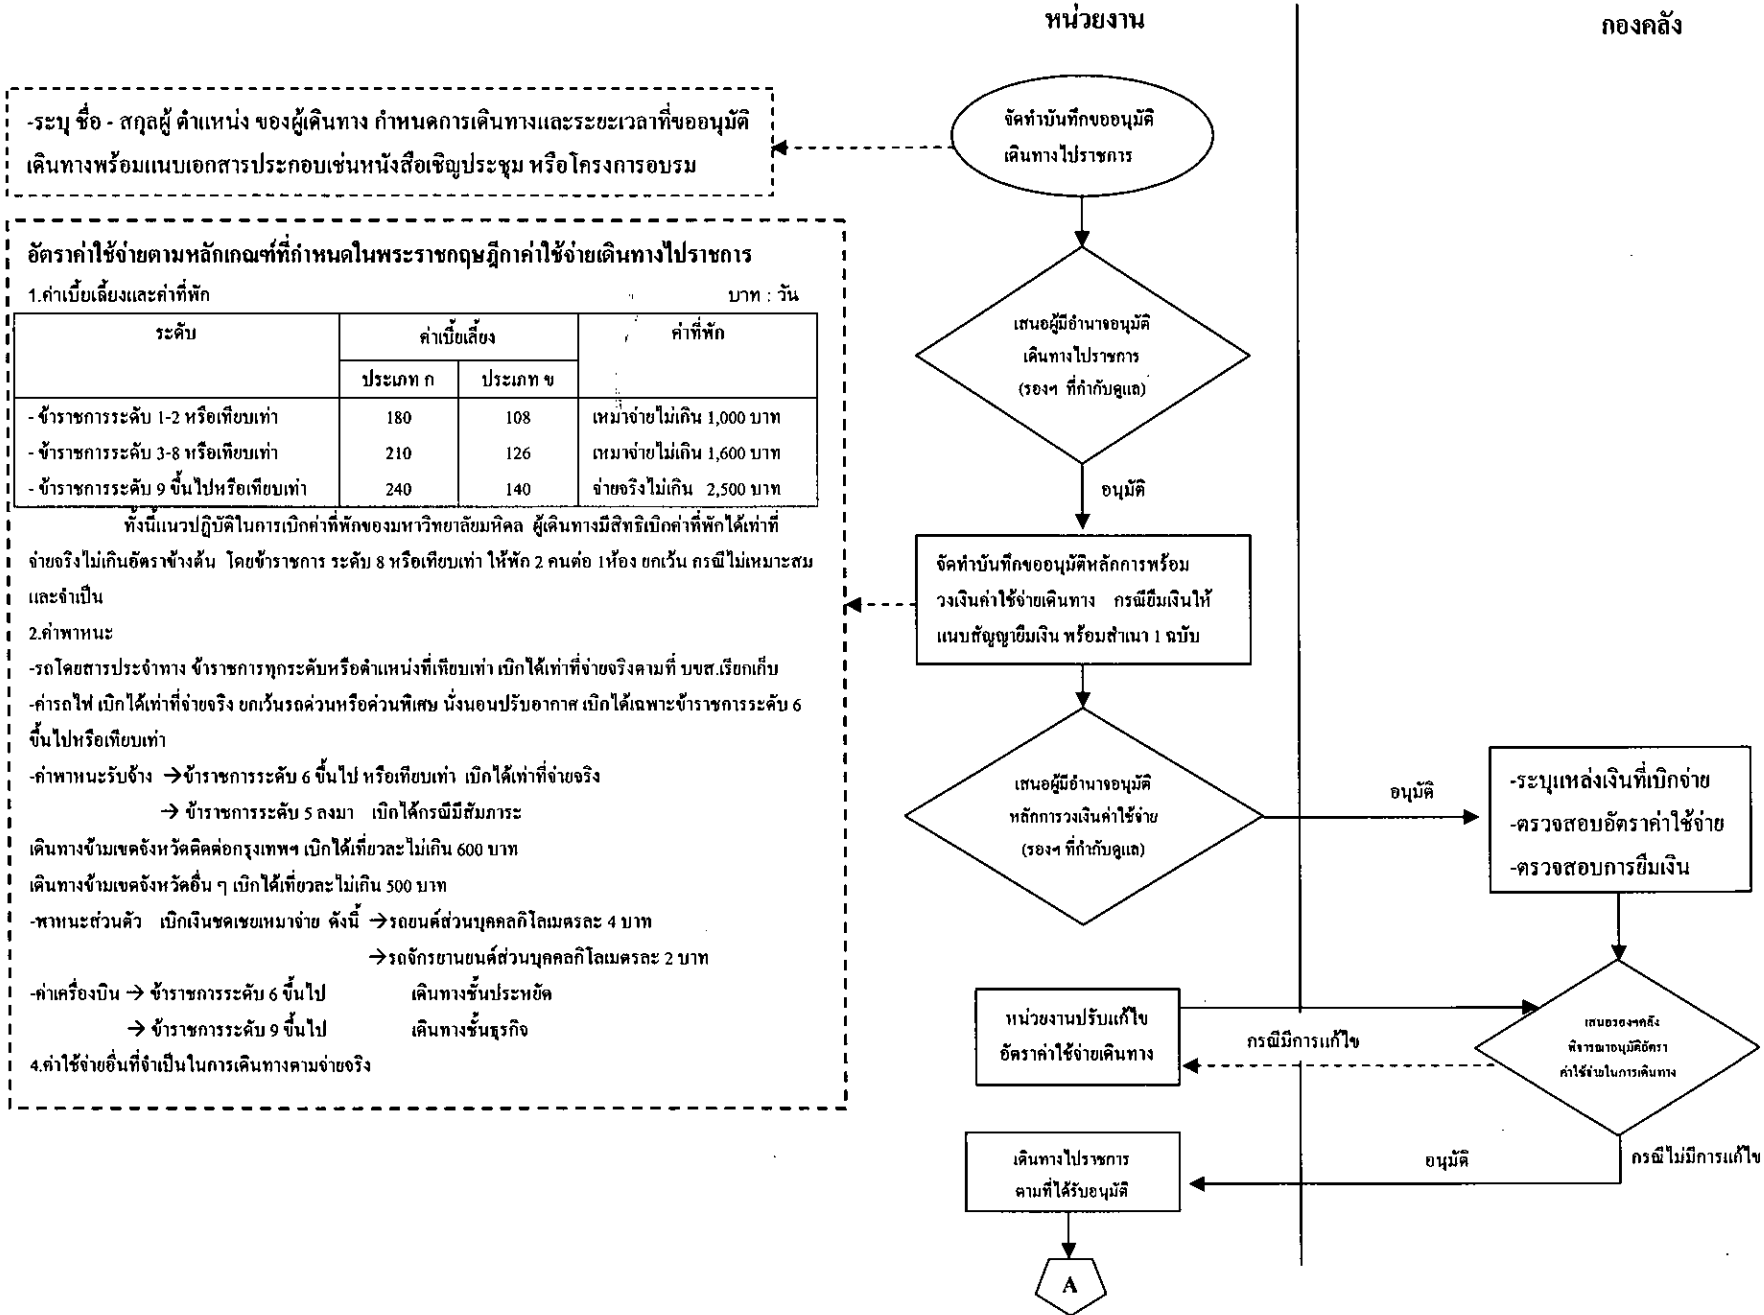 หน่วยงาน
กองคลัง
-ระบุ ชื่อ - สกุลผู้ ตำแหน่ง ของผู้เดินทาง กำหนดการเดินทางและระยะเวลาที่ขออนุมัติ
เดินทางพร้อมแนบเอกสารประกอบเช่นหนังสือเชิญประชุม หรือโครงการอบรม
จัดทำบันทึกขออนุมัติ
เดินทางไปราชการ
อัตราค่าใช้จ่ายตามหลักเกณฑ์ที่กำหนดในพระราชกฤษฎีกาค่าใช้จ่ายเดินทางไปราชการ
1.ค่าเบี้ยเลี้ยงและค่าที่พัก บาท : วัน
ระดับ ค่าเบี้ยเลี้ยง ค่าที่พัก
ประเภท ก ประเภท ข
- ข้าราชการระดับ 1-2 หรือเทียบเท่า 180 108 เหมาจ่ายไม่เกิน 1,000 บาท
- ข้าราชการระดับ 3-8 หรือเทียบเท่า 210 126 เหมาจ่ายไม่เกิน 1,600 บาท
- ข้าราชการระดับ 9 ขึ้นไปหรือเทียบเท่า 240 140 จ่ายจริงไม่เกิน 2,500 บาท
ทั้งนี้แนวปฏิบัติในการเบิกค่าที่พักของมหาวิทยาลัยมหิดล ผู้เดินทางมีสิทธิเบิกค่าที่พักได้เท่าที่
จ่ายจริงไม่เกินอัตราข้างต้น โดยข้าราชการ ระดับ 8 หรือเทียบเท่า ให้พัก 2 คนต่อ 1ห้อง ยกเว้น กรณีไม่เหมาะสม
และจำเป็น
2.ค่าพาหนะ
-รถโดยสารประจำทาง ข้าราชการทุกระดับหรือตำแหน่งที่เทียบเท่า เบิกได้เท่าที่จ่ายจริงตามที่ บขส.เรียกเก็บ
-ค่ารถไฟ เบิกได้เท่าที่จ่ายจริง ยกเว้นรถด่วนหรือด่วนพิเศษ นั่งนอนปรับอากาศ เบิกได้เฉพาะข้าราชการระดับ 6
ขึ้นไปหรือเทียบเท่า
-ค่าพาหนะรับจ้าง →ข้าราชการระดับ 6 ขึ้นไป หรือเทียบเท่า เบิกได้เท่าที่จ่ายจริง
→ ข้าราชการระดับ 5 ลงมา เบิกได้กรณีมีสัมภาระ
เดินทางข้ามเขตจังหวัดติดต่อกรุงเทพฯ เบิกได้เที่ยวละไม่เกิน 600 บาท
เดินทางข้ามเขตจังหวัดอื่น ๆ เบิกได้เที่ยวละไม่เกิน 500 บาท
-พาหนะส่วนตัว เบิกเงินชดเชยเหมาจ่าย ดังนี้ →รถยนต์ส่วนบุคคลกิโลเมตรละ 4 บาท
→รถจักรยานยนต์ส่วนบุคคลกิโลเมตรละ 2 บาท
-ค่าเครื่องบิน → ข้าราชการระดับ 6 ขึ้นไป เดินทางชั้นประหยัด
→ ข้าราชการระดับ 9 ขึ้นไป เดินทางชั้นธุรกิจ
4.ค่าใช้จ่ายอื่นที่จำเป็นในการเดินทางตามจ่ายจริง
เสนอผู้มีอำนาจอนุมัติ
เดินทางไปราชการ
(รองฯ ที่กำกับดูแล)
อนุมัติ
จัดทำบันทึกขออนุมัติหลักการพร้อม
วงเงินค่าใช้จ่ายเดินทาง กรณียืมเงินให้
แนบสัญญายืมเงิน พร้อมสำเนา 1 ฉบับ
เสนอผู้มีอำนาจอนุมัติ
หลักการวงเงินค่าใช้จ่าย
(รองฯ ที่กำกับดูแล)
อนุมัติ
-ระบุแหล่งเงินที่เบิกจ่าย
-ตรวจสอบอัตราค่าใช้จ่าย
-ตรวจสอบการยืมเงิน
เสนอรองฯคลัง
พิจารณาอนุมัติอัตรา
ค่าใช้จ่ายในการเดินทาง
กรณีมีการแก้ไข
หน่วยงานปรับแก้ไข
อัตราค่าใช้จ่ายเดินทาง
กรณีไม่มีการแก้ไข
อนุมัติ
เดินทางไปราชการ
ตามที่ได้รับอนุมัติ
A